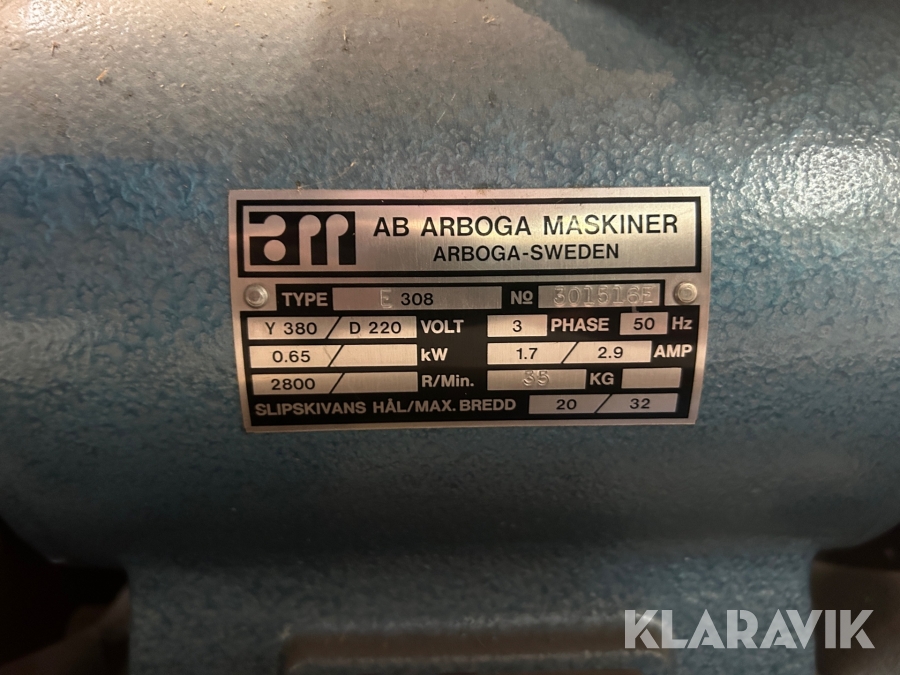 am AB ARBOGA MASKINER
ARBOGA-SWEDEN
TYPE E 308 Nº 301518E
Y 380 / D 220 VOLT 3 PHASE 50 Hz
0.65 / kW 1.7 / 2.9 AMP
2800 / R/Min. 35 KG
SLIPSKIVANS HÅL/MAX. BREDD 20 / 32
KLARAVIK